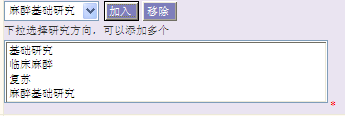 麻醉基础研究 加入 移除
下拉选择研究方向，可以添加多个
基础研究
临床麻醉
复苏
麻醉基础研究
*